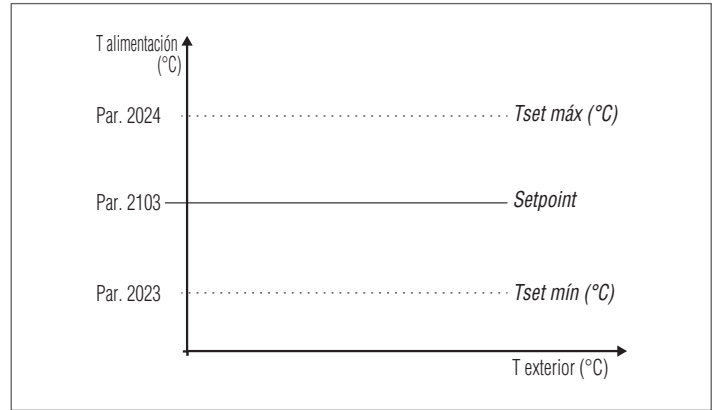 T alimentación
(°C)
Par. 2024
Tset máx (°C)
Par. 2103
Setpoint
Par. 2023
Tset mín (°C)
T exterior (°C)